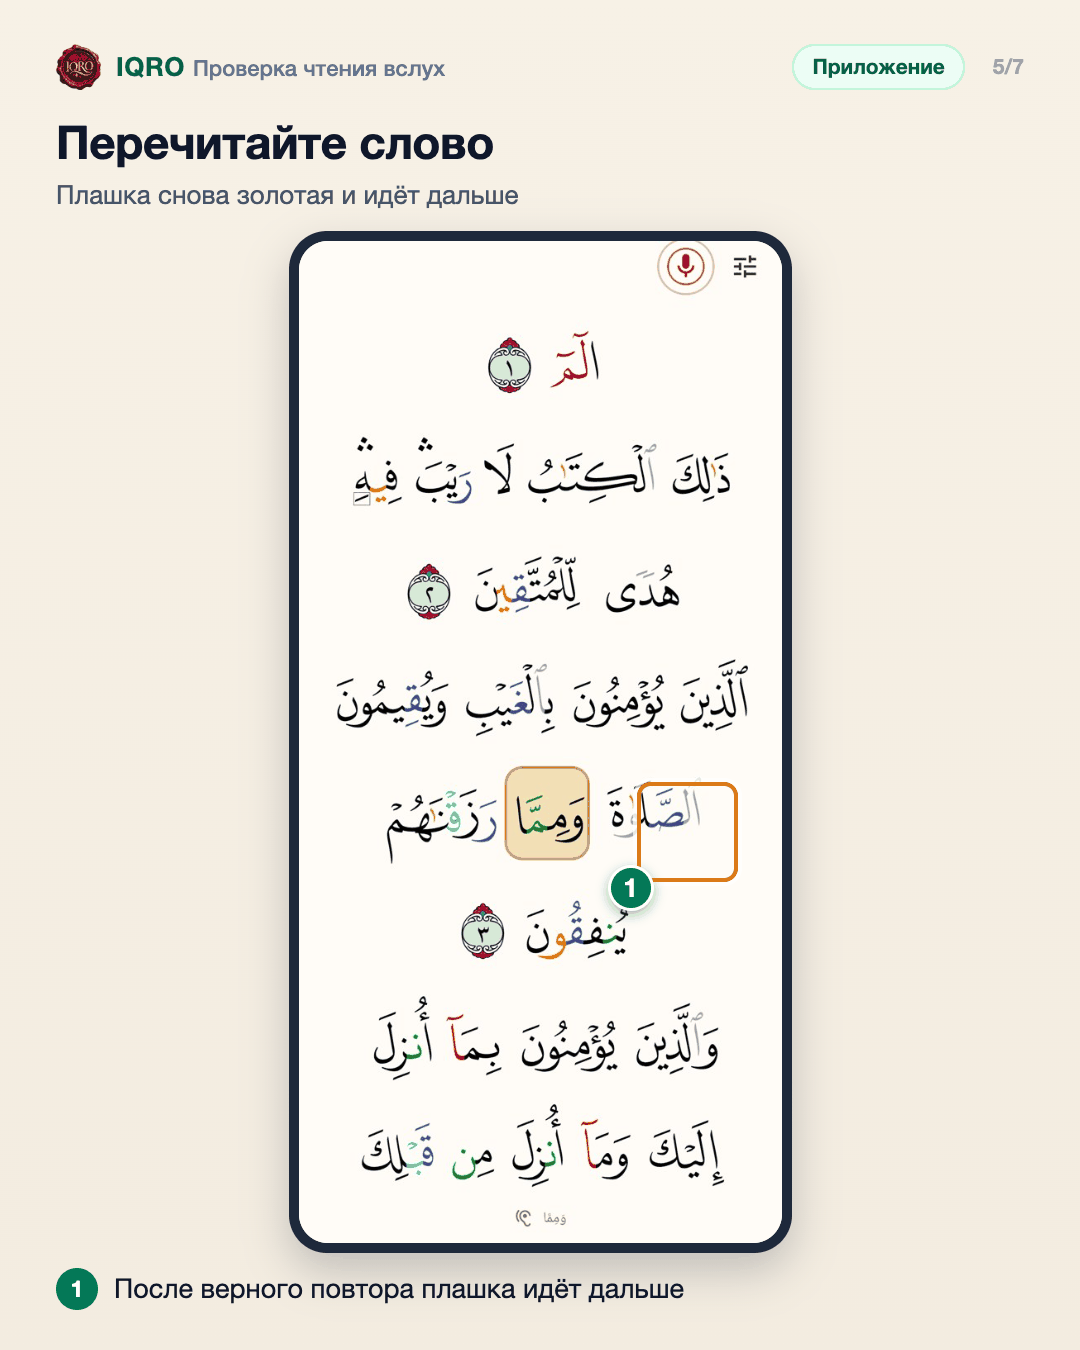 IQRO
IQRO Проверка чтения вслух
Приложение
5/7
Перечитайте слово
Плашка снова золотая и идёт дальше
الٓمٓ ١
ذَٰلِكَ ٱلْكِتَـٰبُ لَا رَيْبَ ۛ فِيهِ ۛ
هُدًى لِّلْمُتَّقِينَ ٢
ٱلَّذِينَ يُؤْمِنُونَ بِٱلْغَيْبِ وَيُقِيمُونَ
ٱلصَّلَوٰةَ وَمِمَّا رَزَقْنَـٰهُمْ
1
يُنفِقُونَ ٣
وَٱلَّذِينَ يُؤْمِنُونَ بِمَآ أُنزِلَ
إِلَيْكَ وَمَآ أُنزِلَ مِن قَبْلِكَ
وَمِمَّا
1 После верного повтора плашка идёт дальше